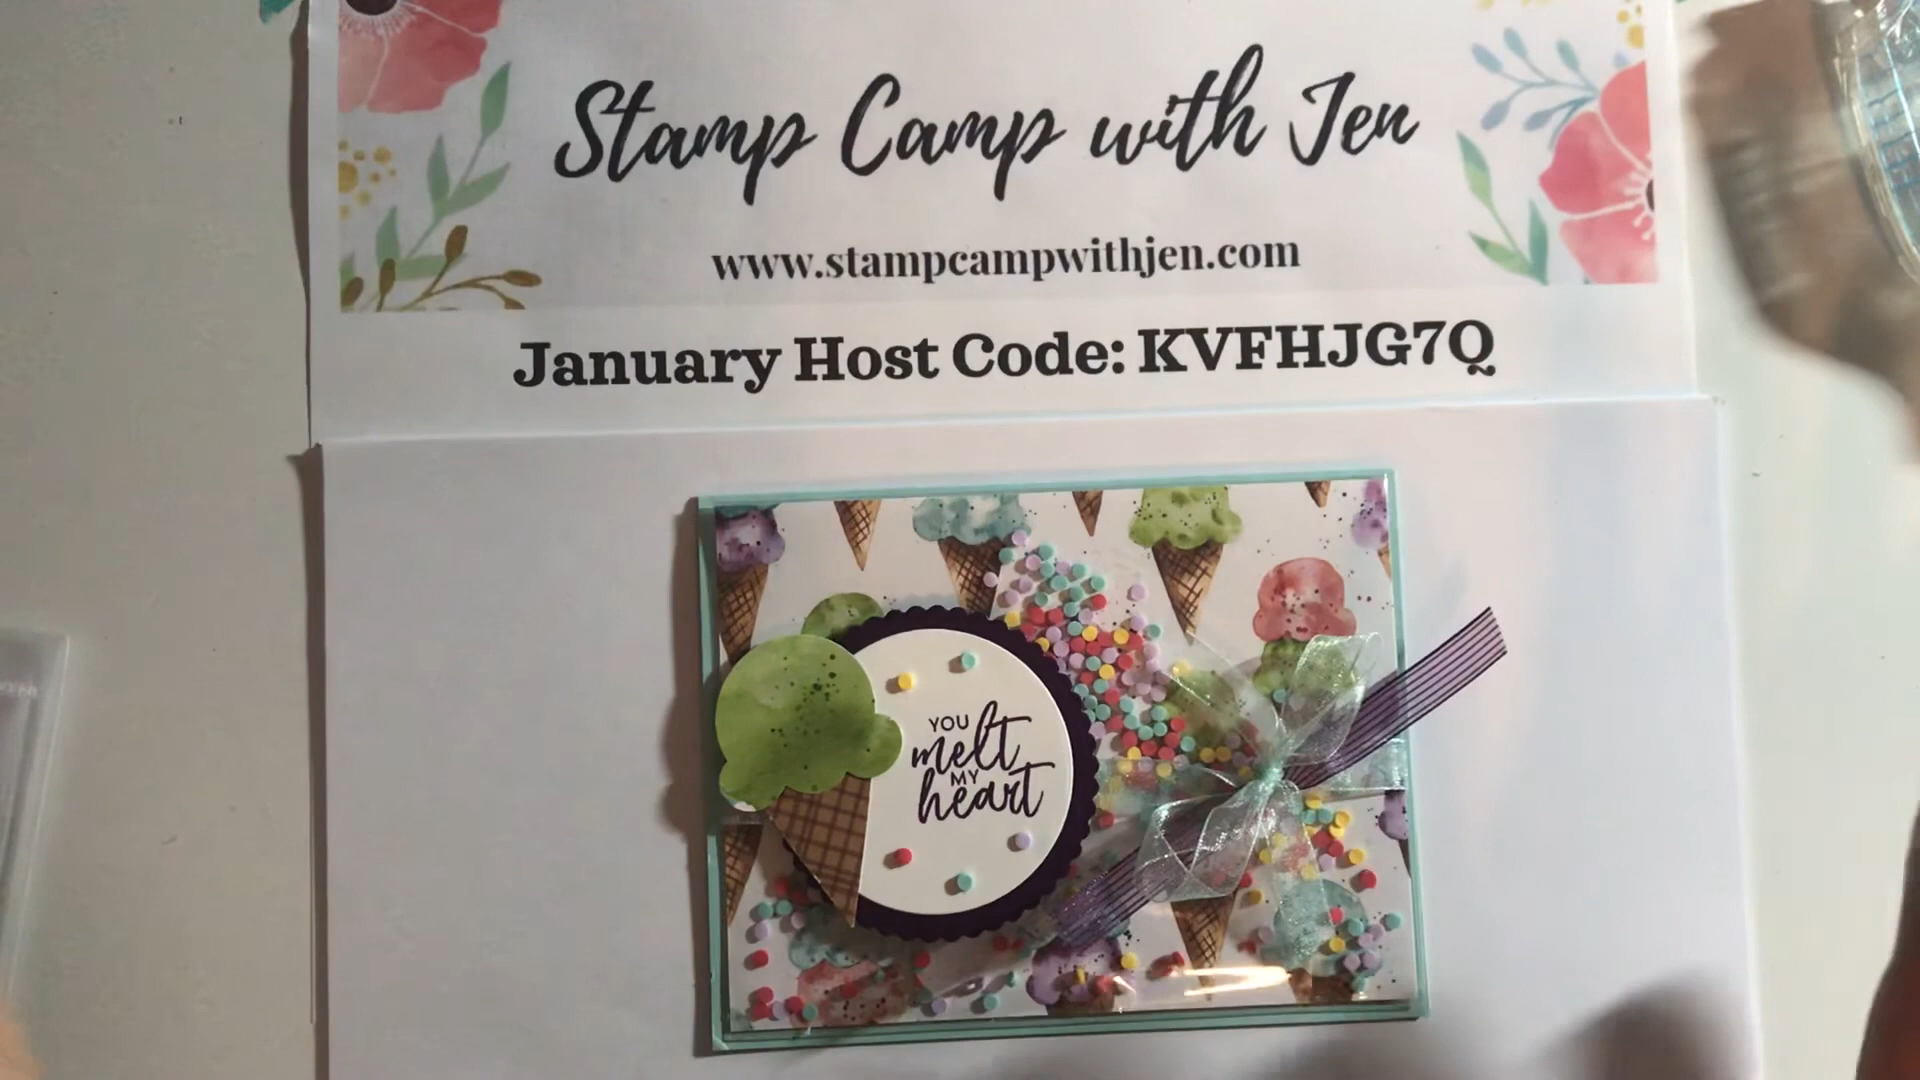 Stamp Camp with Jen
www.stampcampwithjen.com
January Host Code: KVFHJG7Q
YOU
melt
MY
heart